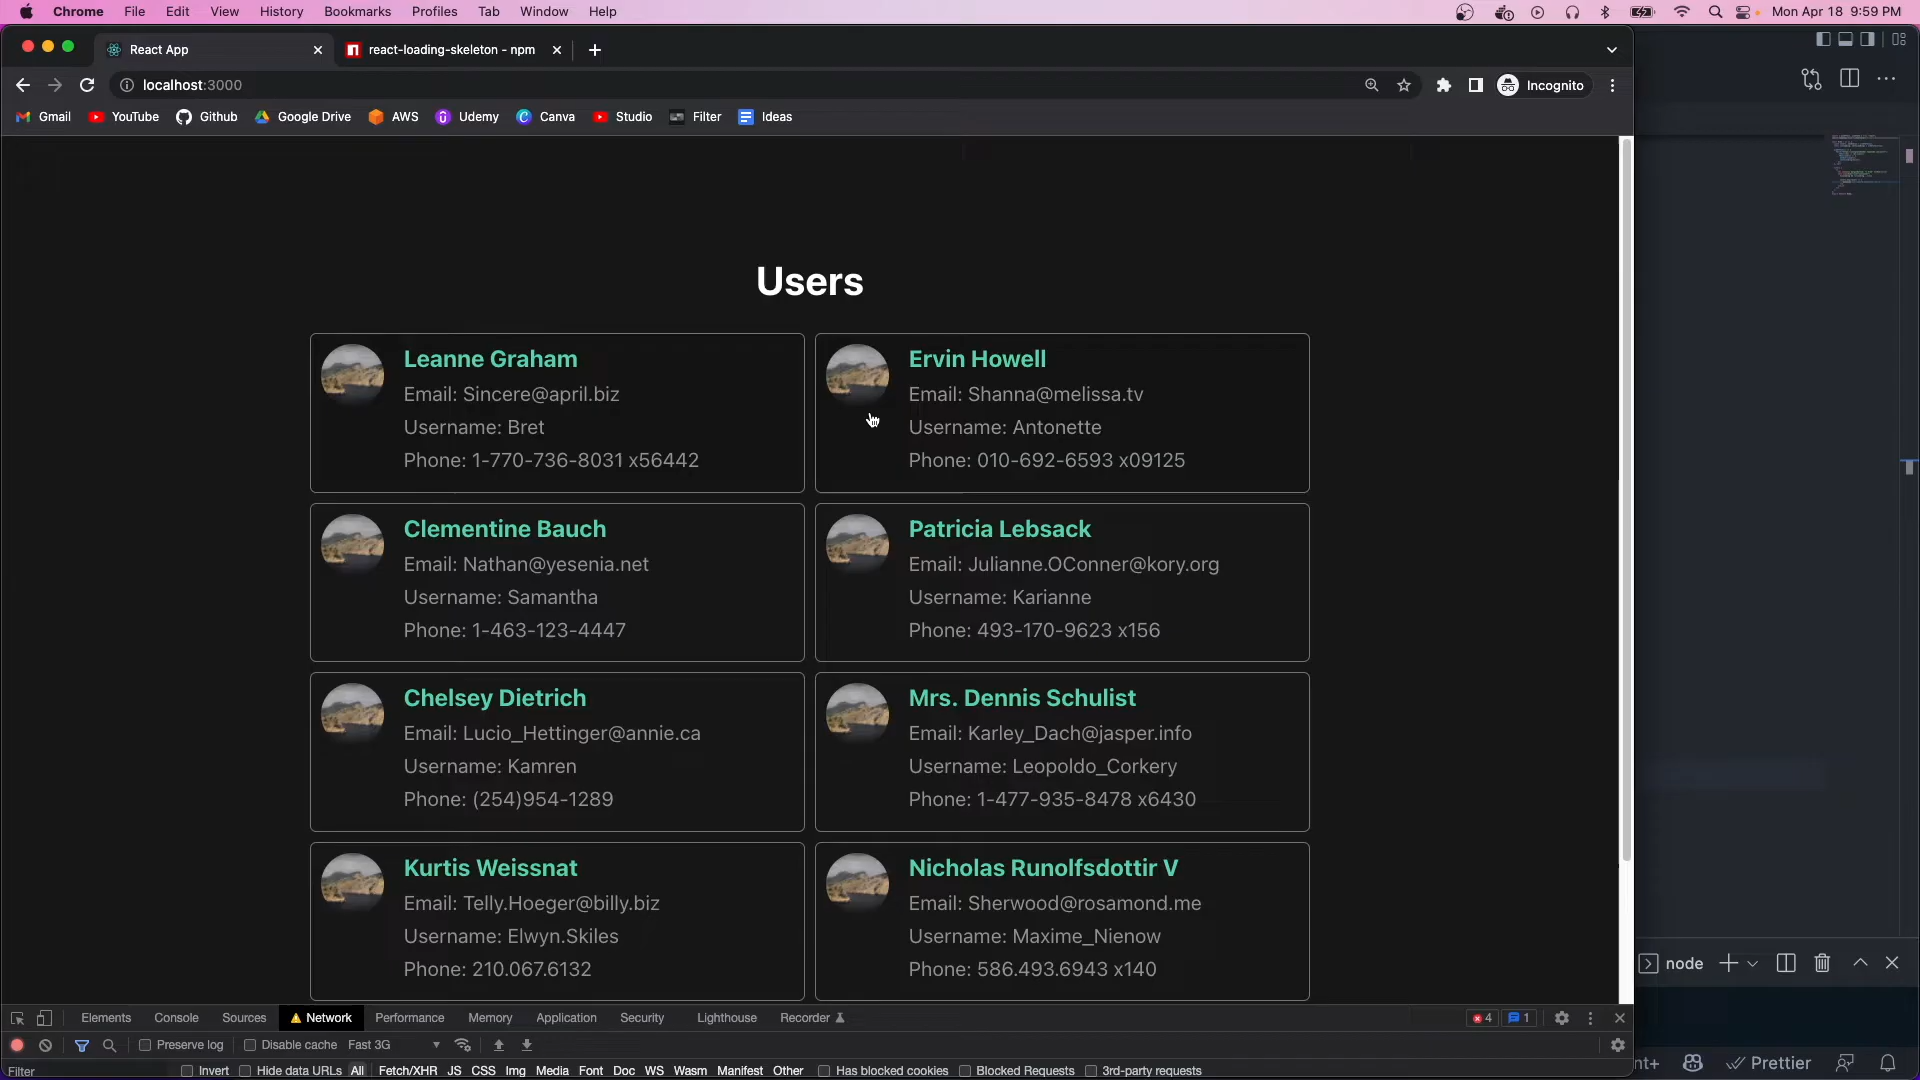 Chrome File Edit View History Bookmarks Profiles Tab Window Help Mon Apr 18 9:59 PM
React App react-loading-skeleton - npm
localhost:3000 Incognito
Gmail YouTube Github Google Drive AWS Udemy Canva Studio Filter Ideas
Users
Leanne Graham
Email: Sincere@april.biz
Username: Bret
Phone: 1-770-736-8031 x56442
Ervin Howell
Email: Shanna@melissa.tv
Username: Antonette
Phone: 010-692-6593 x09125
Clementine Bauch
Email: Nathan@yesenia.net
Username: Samantha
Phone: 1-463-123-4447
Patricia Lebsack
Email: Julianne.OConner@kory.org
Username: Karianne
Phone: 493-170-9623 x156
Chelsey Dietrich
Email: Lucio_Hettinger@annie.ca
Username: Kamren
Phone: (254)954-1289
Mrs. Dennis Schulist
Email: Karley_Dach@jasper.info
Username: Leopoldo_Corkery
Phone: 1-477-935-8478 x6430
Kurtis Weissnat
Email: Telly.Hoeger@billy.biz
Username: Elwyn.Skiles
Phone: 210.067.6132
Nicholas Runolfsdottir V
Email: Sherwood@rosamond.me
Username: Maxime_Nienow
Phone: 586.493.6943 x140
node
Elements Console Sources Network Performance Memory Application Security Lighthouse Recorder 4 1
Preserve log Disable cache Fast 3G
Filter Invert Hide data URLs All Fetch/XHR JS CSS Img Media Font Doc WS Wasm Manifest Other Has blocked cookies Blocked Requests 3rd-party requests
nt+ Prettier